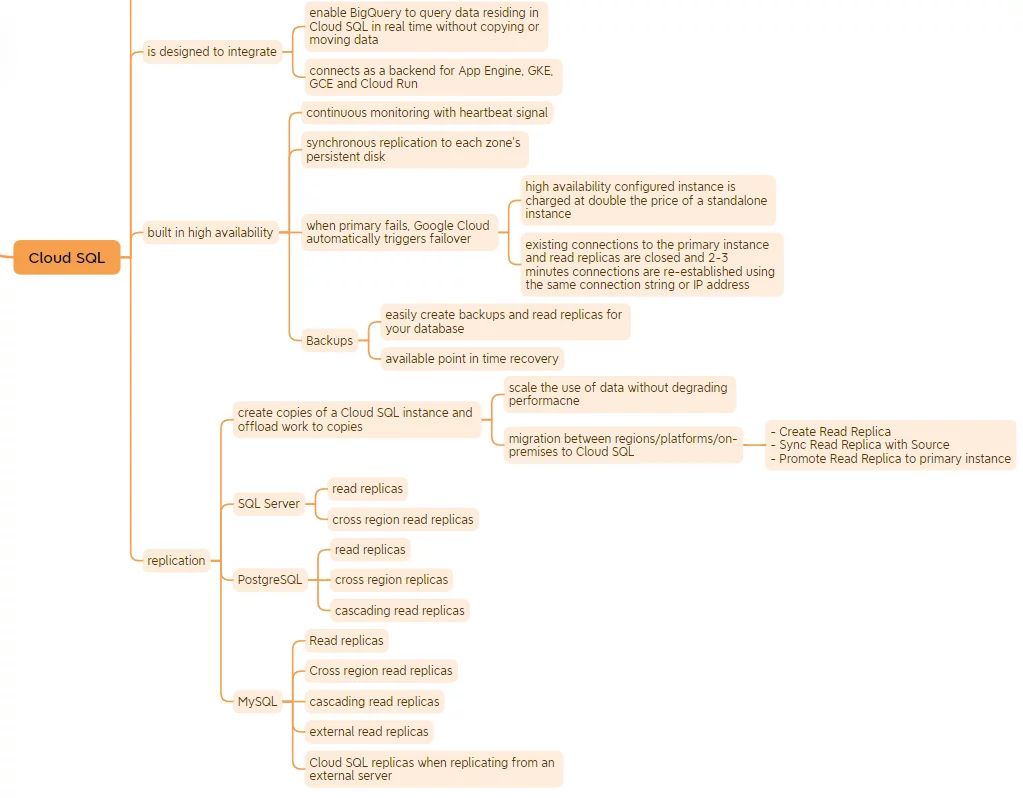 enable BigQuery to query data residing in
Cloud SQL in real time without copying or
moving data
is designed to integrate
connects as a backend for App Engine, GKE,
GCE and Cloud Run
continuous monitoring with heartbeat signal
synchronous replication to each zone's
persistent disk
high availability configured instance is
charged at double the price of a standalone
instance
built in high availability
when primary fails, Google Cloud
automatically triggers failover
existing connections to the primary instance
and read replicas are closed and 2-3
minutes connections are re-established using
the same connection string or IP address
Cloud SQL
easily create backups and read replicas for
your database
Backups
available point in time recovery
scale the use of data without degrading
performacne
create copies of a Cloud SQL instance and
offload work to copies
migration between regions/platforms/on-
premises to Cloud SQL
- Create Read Replica
- Sync Read Replica with Source
- Promote Read Replica to primary instance
read replicas
SQL Server
cross region read replicas
read replicas
replication
PostgreSQL
cross region replicas
cascading read replicas
Read replicas
Cross region read replicas
MySQL
cascading read replicas
external read replicas
Cloud SQL replicas when replicating from an
external server